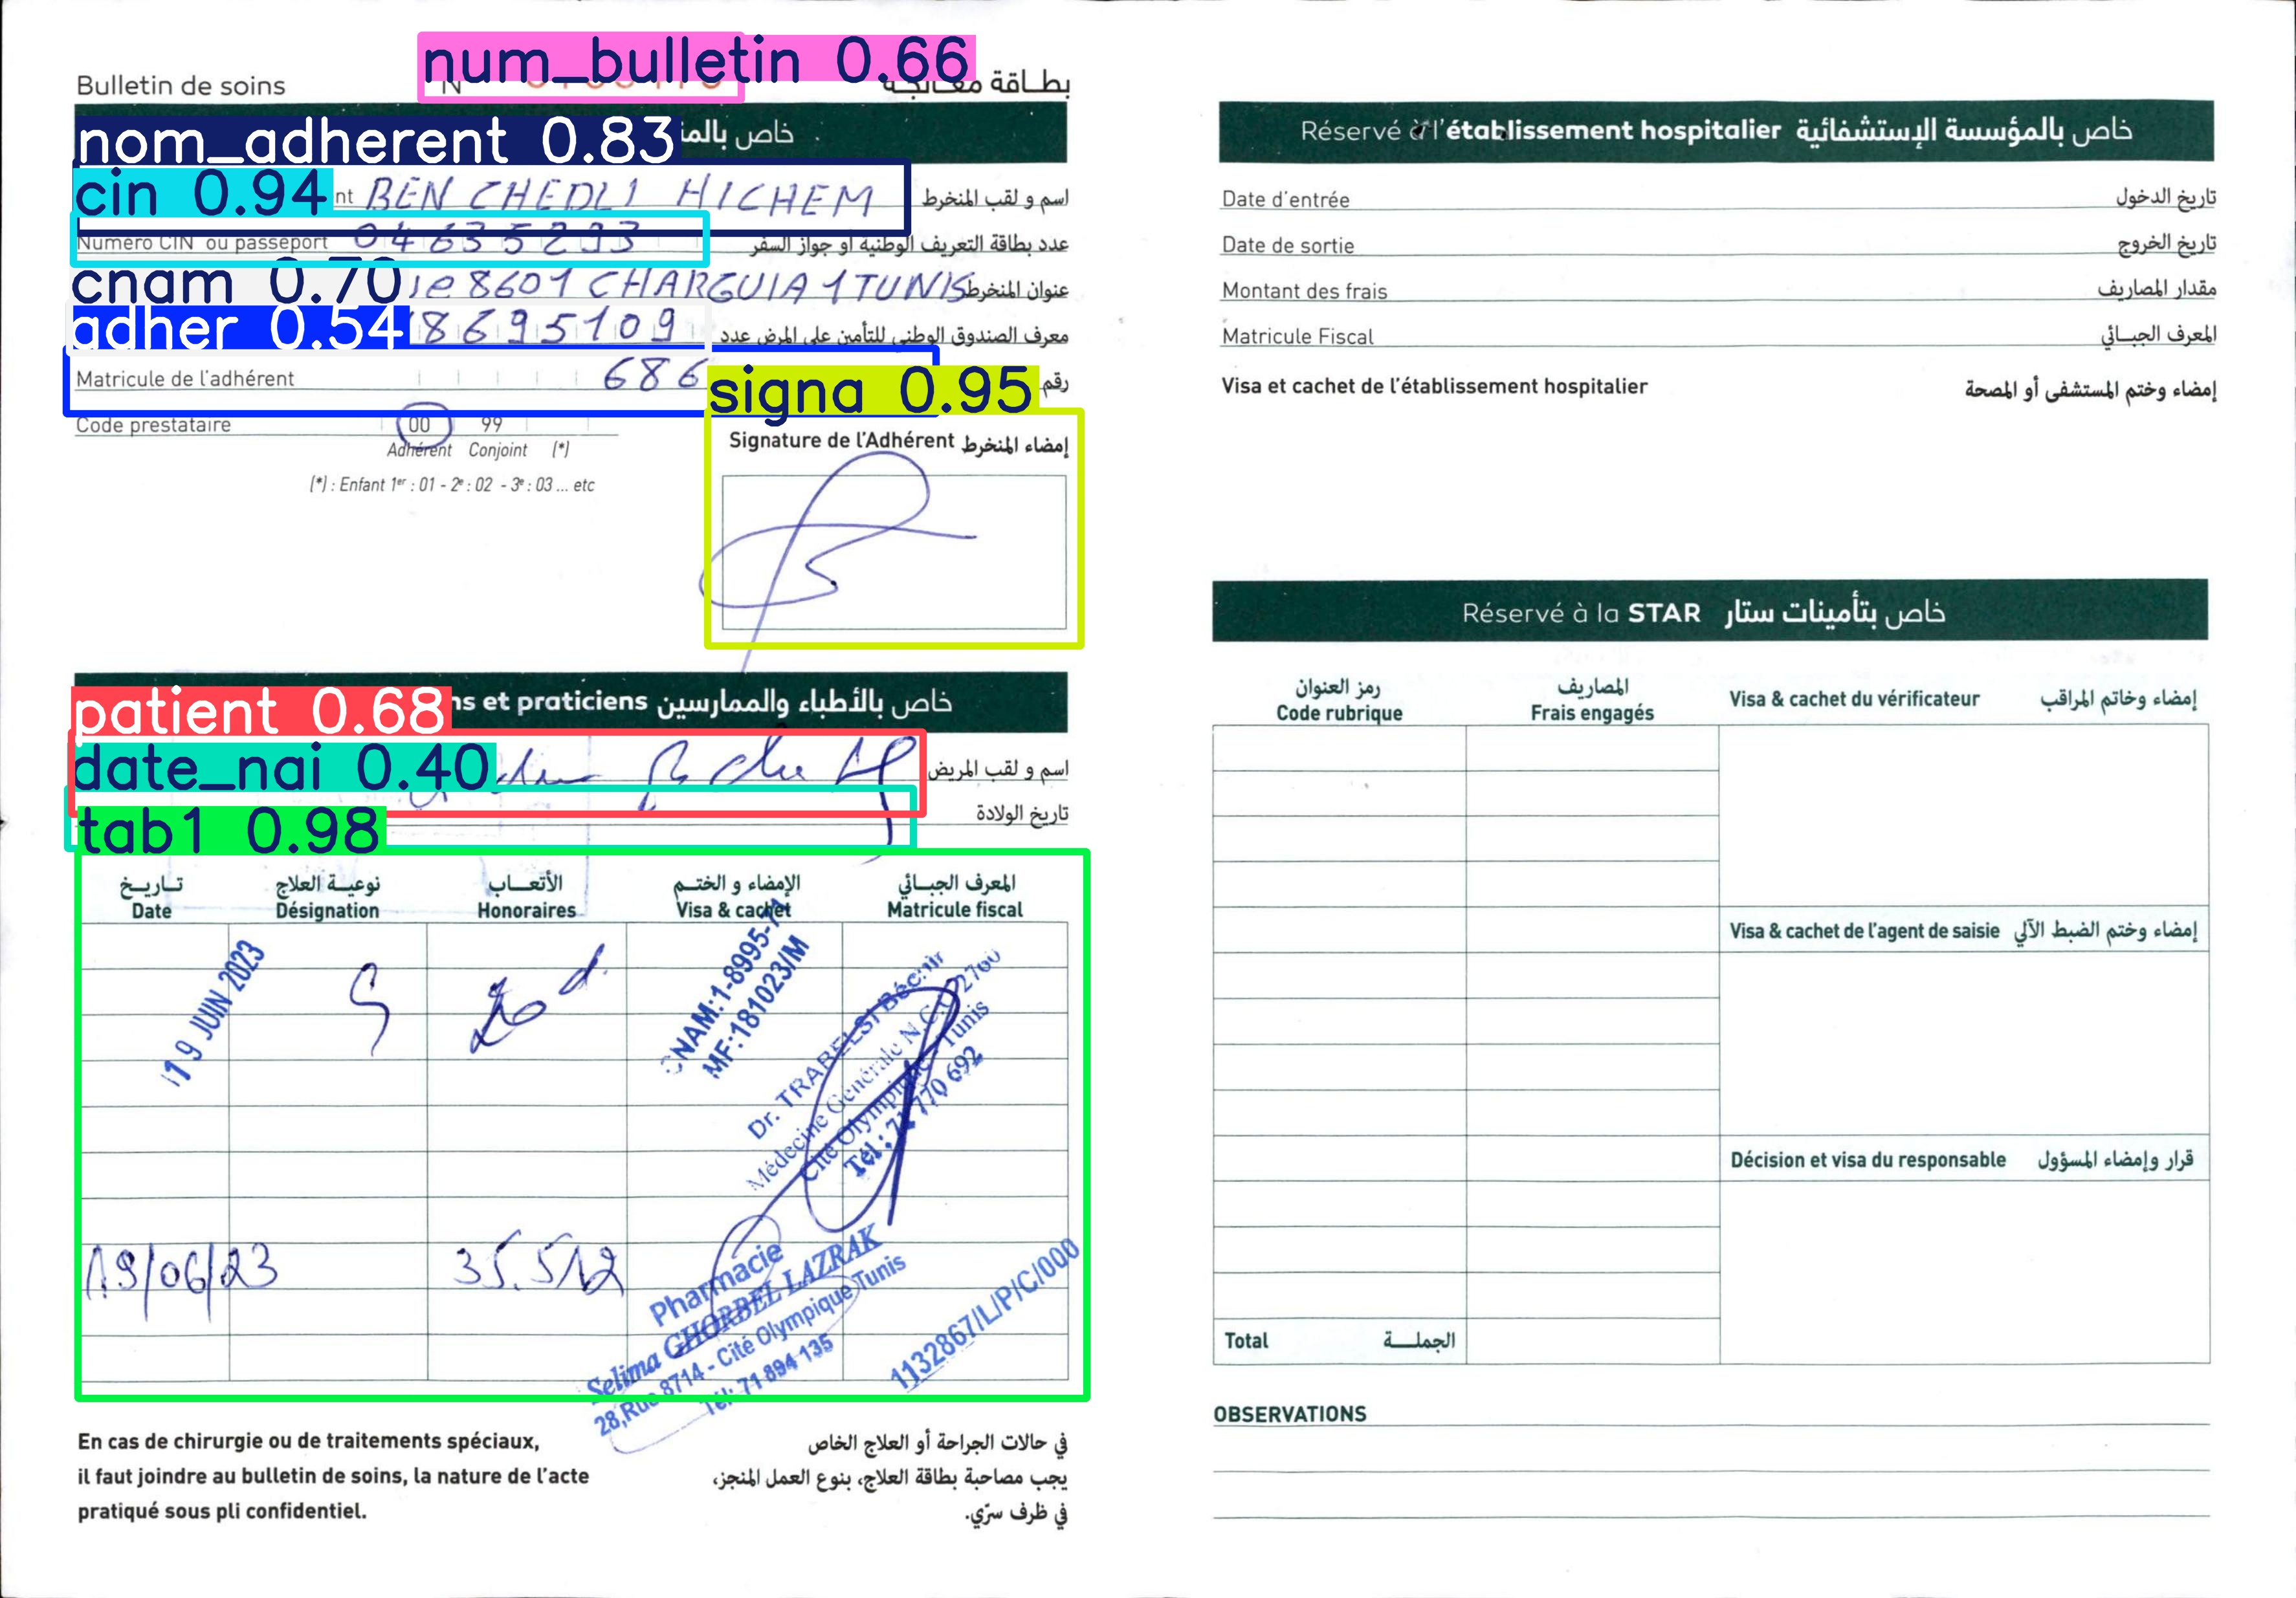 num_bulletin 0.66
Bulletin de soins
بطاقة معالجة
nom_adherent 0.83
خاص بالمن
cin 0.94
nt BEN CHEDLI HICHEM اسم و لقب المنخرط
Numéro CIN ou passeport 04635293 عدد بطاقة التعريف الوطنية أو جواز السفر
cnam 0.70
8601 CHARGUIA 1 TUNIS عنوان المنخرط
adher 0.54
8695109 معرف الصندوق الوطني للتأمين على المرض عدد
Matricule de l'adhérent 686 رقم
signa 0.95
Code prestataire 00 99
Adhérent Conjoint (*)
(*) : Enfant 1er : 01 - 2e : 02 - 3e : 03 ... etc
Signature de l'Adhérent إمضاء المنخرط
patient 0.68
ns et praticiens خاص بالأطباء والممارسين
date_nai 0.40
اسم و لقب المريض
تاريخ الولادة
tab1 0.98
تاريخ نوعية العلاج الأتعاب الإمضاء و الختم المعرف الجبائي
Date Désignation Honoraires Visa & cachet Matricule fiscal
19 JUIN 2023
CNAM:1-8995-71
MF:181023/M
Dr. TRABELSI Béchir
Médecine Générale
Cité Olympique Tunis
Tél.: 71 770 692
19/06/23 35.512
Pharmacie
Selima GHORBEL LAZRAK
28, Rue 8714 - Cité Olympique Tunis
Tél: 71 894 135
1132867/L/P/C/000
En cas de chirurgie ou de traitements spéciaux,
il faut joindre au bulletin de soins, la nature de l'acte
pratiqué sous pli confidentiel.
في حالات الجراحة أو العلاج الخاص
يجب مصاحبة بطاقة العلاج، بنوع العمل المنجز،
في ظرف سرّي.
Réservé à l'établissement hospitalier خاص بالمؤسسة الإستشفائية
Date d'entrée تاريخ الدخول
Date de sortie تاريخ الخروج
Montant des frais مقدار المصاريف
Matricule Fiscal المعرف الجبائي
Visa et cachet de l'établissement hospitalier إمضاء وختم المستشفى أو المصحة
Réservé à la STAR خاص بتأمينات ستار
رمز العنوان المصاريف
Code rubrique Frais engagés
Visa & cachet du vérificateur إمضاء وخاتم المراقب
Visa & cachet de l'agent de saisie إمضاء وختم الضبط الآلي
Décision et visa du responsable قرار وإمضاء المسؤول
Total الجملة
OBSERVATIONS